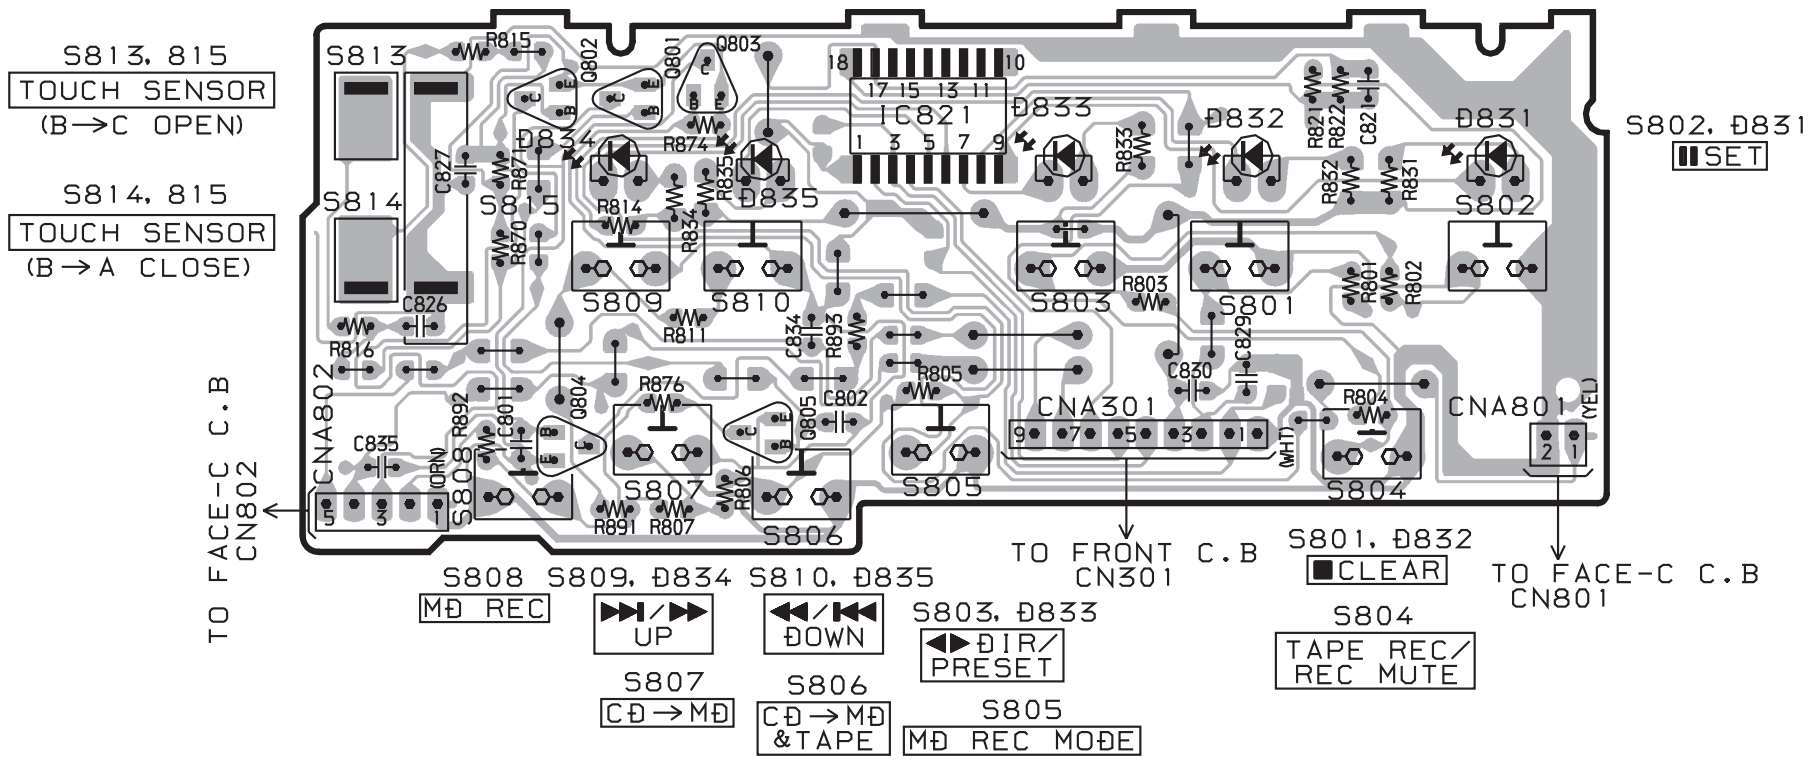 S813, 815
TOUCH SENSOR
(B→C OPEN)
S814, 815
TOUCH SENSOR
(B→A CLOSE)
S813
R815
Q802
Q801
Q803
C
E
B
C
E
B
C
B
E
18
10
17 15 13 11
IC821
1 3 5 7 9
D833
D832
D831
R821
R822
C821
S802, D831
SET
D834
R874
R833
C827
R871
R835
R832
R831
S814
S815
R814
R834
D835
S802
R870
S809
S810
S803
R803
S801
R801
R802
C826
R816
R811
C834
R893
C829
C830
CNA802
R892
C801
Q804
R876
Q805
C802
R805
CNA301
R804
CNA801
(YEL)
B
C
E
C
E
B
9 7 5 3 1
(WHT)
2 1
C835
(ORN)
S808
S807
R806
S805
S804
5 3 1
R891
R807
S806
TO FACE-C C.B
CN802
TO FRONT C.B
CN301
S801, D832
CLEAR
TO FACE-C C.B
CN801
S808
MD REC
S809, D834
▶▶I/▶▶
UP
S810, D835
◀◀/I◀◀
DOWN
S803, D833
◀▶DIR/
PRESET
S804
TAPE REC/
REC MUTE
S807
CD→MD
S806
CD→MD
&TAPE
S805
MD REC MODE